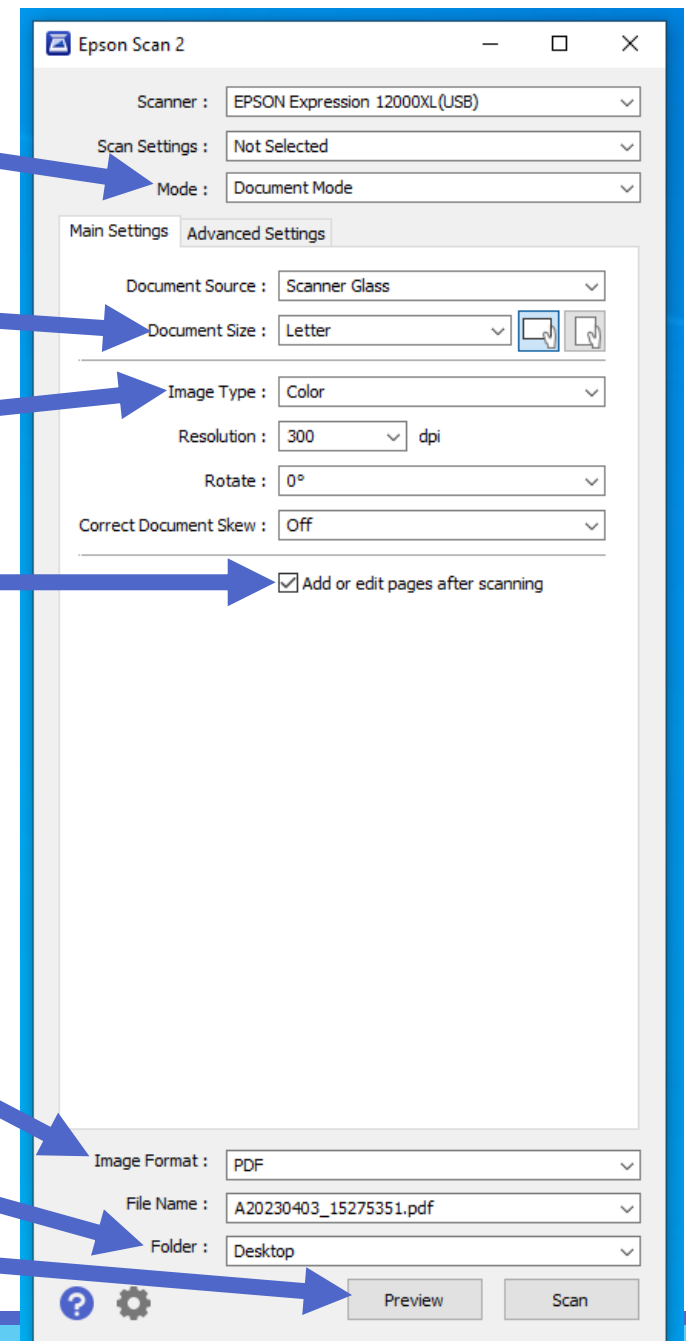 Epson Scan 2
Scanner : EPSON Expression 12000XL(USB)
Scan Settings : Not Selected
Mode : Document Mode
Main Settings Advanced Settings
Document Source : Scanner Glass
Document Size : Letter
Image Type : Color
Resolution : 300 dpi
Rotate : 0°
Correct Document Skew : Off
Add or edit pages after scanning
Image Format : PDF
File Name : A20230403_15275351.pdf
Folder : Desktop
? Preview Scan